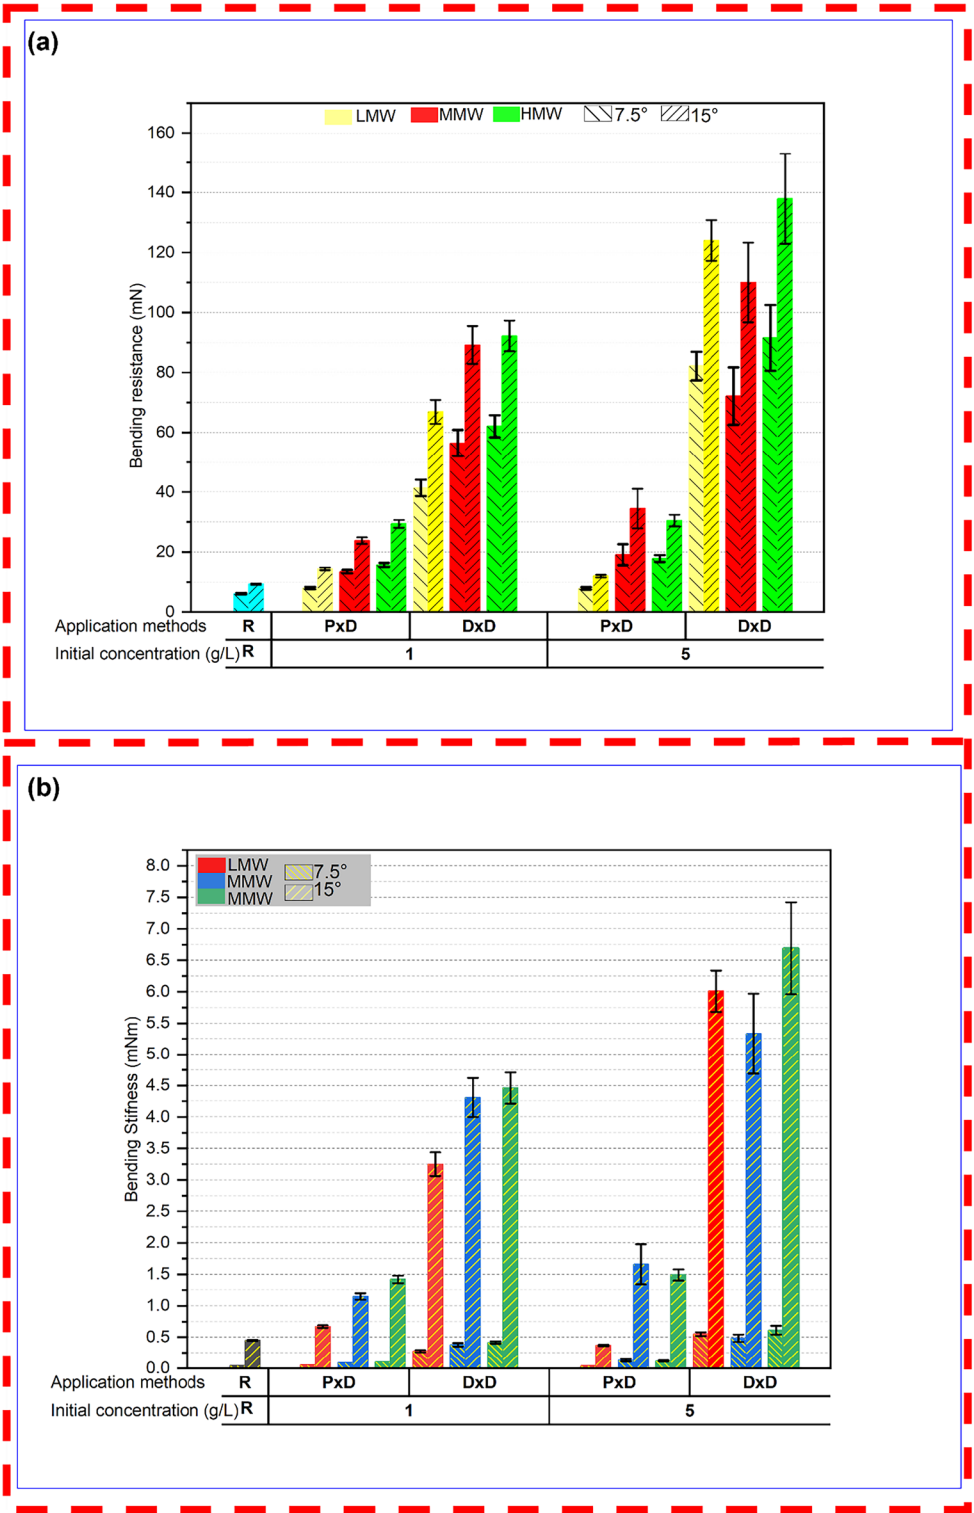 (a)
LMW MMW HMW 7.5° 15°
160
140
120
100
80
60
40
20
0
Bending resistance (mN)
Application methods R PxD DxD PxD DxD
Initial concentration (g/L) R 1 5
(b)
LMW 7.5°
MMW 15°
MMW
8.0
7.5
7.0
6.5
6.0
5.5
5.0
4.5
4.0
3.5
3.0
2.5
2.0
1.5
1.0
0.5
0.0
Bending Stifness (mNm)
Application methods R PxD DxD PxD DxD
Initial concentration (g/L) R 1 5